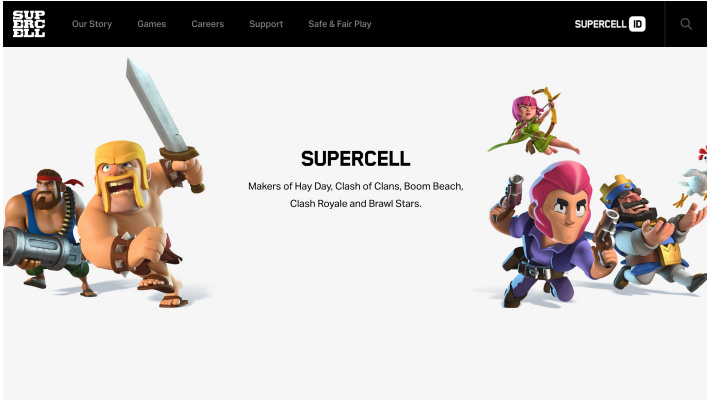 SUP
ERC
ELL
Our Story Games Careers Support Safe & Fair Play
SUPERCELL ID
SUPERCELL
Makers of Hay Day, Clash of Clans, Boom Beach,
Clash Royale and Brawl Stars.